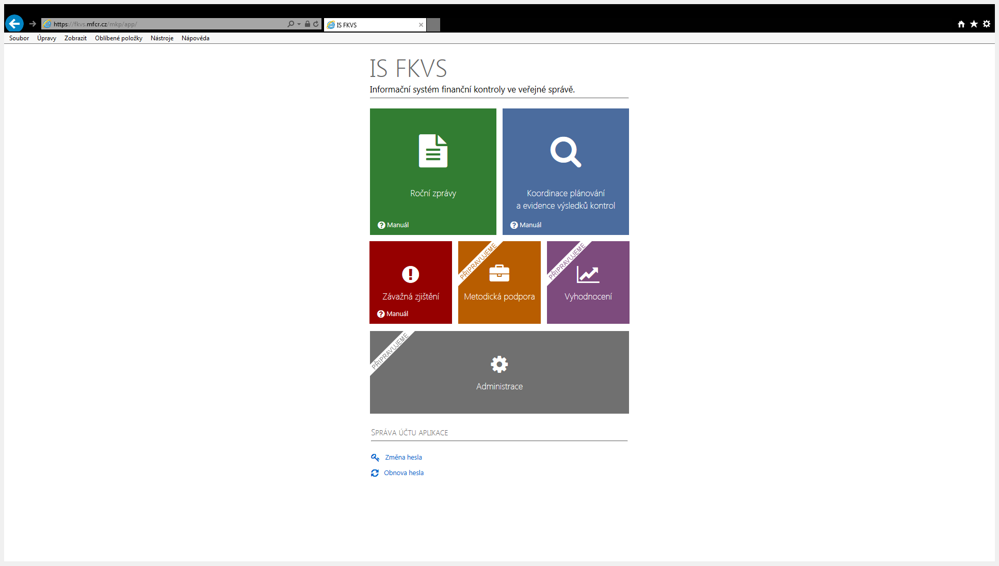 https://fkvs.mfcr.cz/mkp/app/
IS FKVS
Soubor Úpravy Zobrazit Oblíbené položky Nástroje Nápověda
IS FKVS
Informační systém finanční kontroly ve veřejné správě.
Roční zprávy
Manuál
Koordinace plánování
a evidence výsledků kontrol
Manuál
Závažná zjištění
Manuál
PŘIPRAVUJEME
Metodická podpora
PŘIPRAVUJEME
Vyhodnocení
PŘIPRAVUJEME
Administrace
SPRÁVA ÚČTU APLIKACE
Změna hesla
Obnova hesla